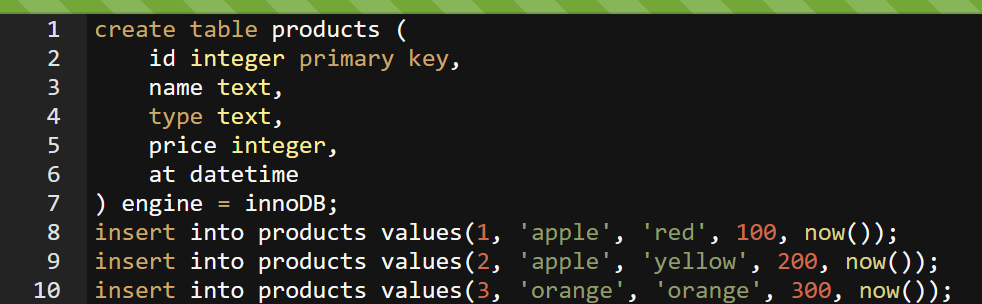 1 create table products (
2 id integer primary key,
3 name text,
4 type text,
5 price integer,
6 at datetime
7 ) engine = innoDB;
8 insert into products values(1, 'apple', 'red', 100, now());
9 insert into products values(2, 'apple', 'yellow', 200, now());
10 insert into products values(3, 'orange', 'orange', 300, now());